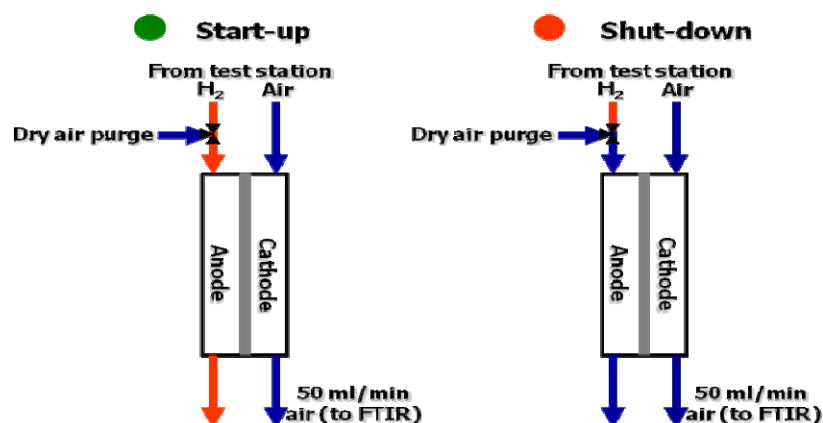 Start-up
From test station
H₂ Air
Dry air purge
Anode
Cathode
50 ml/min
air (to FTIR)
Shut-down
From test station
H₂ Air
Dry air purge
Anode
Cathode
50 ml/min
air (to FTIR)